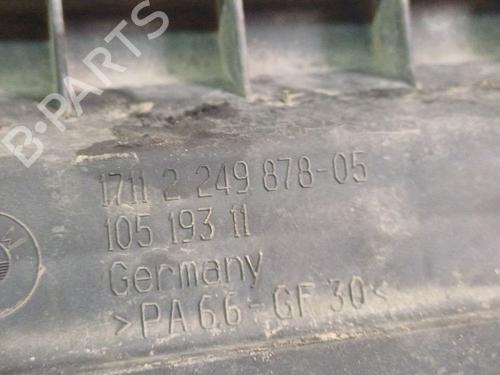 B-PARTS
1711 2 249 878-05
105 193 11
Germany
>PA66-GF30<